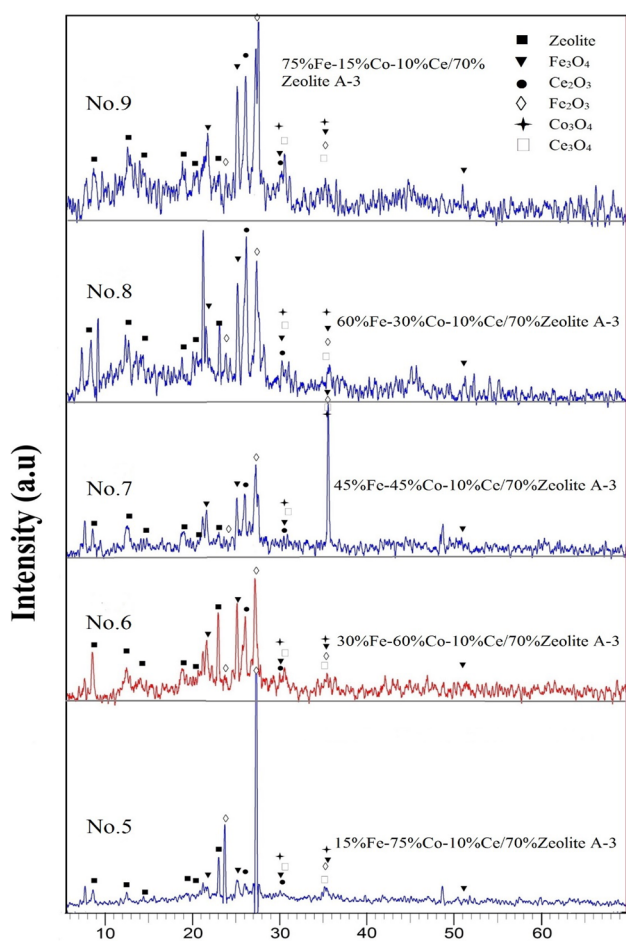 No.9
75%Fe-15%Co-10%Ce/70%
Zeolite A-3
Zeolite
Fe₃O₄
Ce₂O₃
Fe₂O₃
Co₃O₄
Ce₃O₄
No.8
60%Fe-30%Co-10%Ce/70%Zeolite A-3
No.7
45%Fe-45%Co-10%Ce/70%Zeolite A-3
No.6
30%Fe-60%Co-10%Ce/70%Zeolite A-3
No.5
15%Fe-75%Co-10%Ce/70%Zeolite A-3
Intensity (a.u)
10 20 30 40 50 60